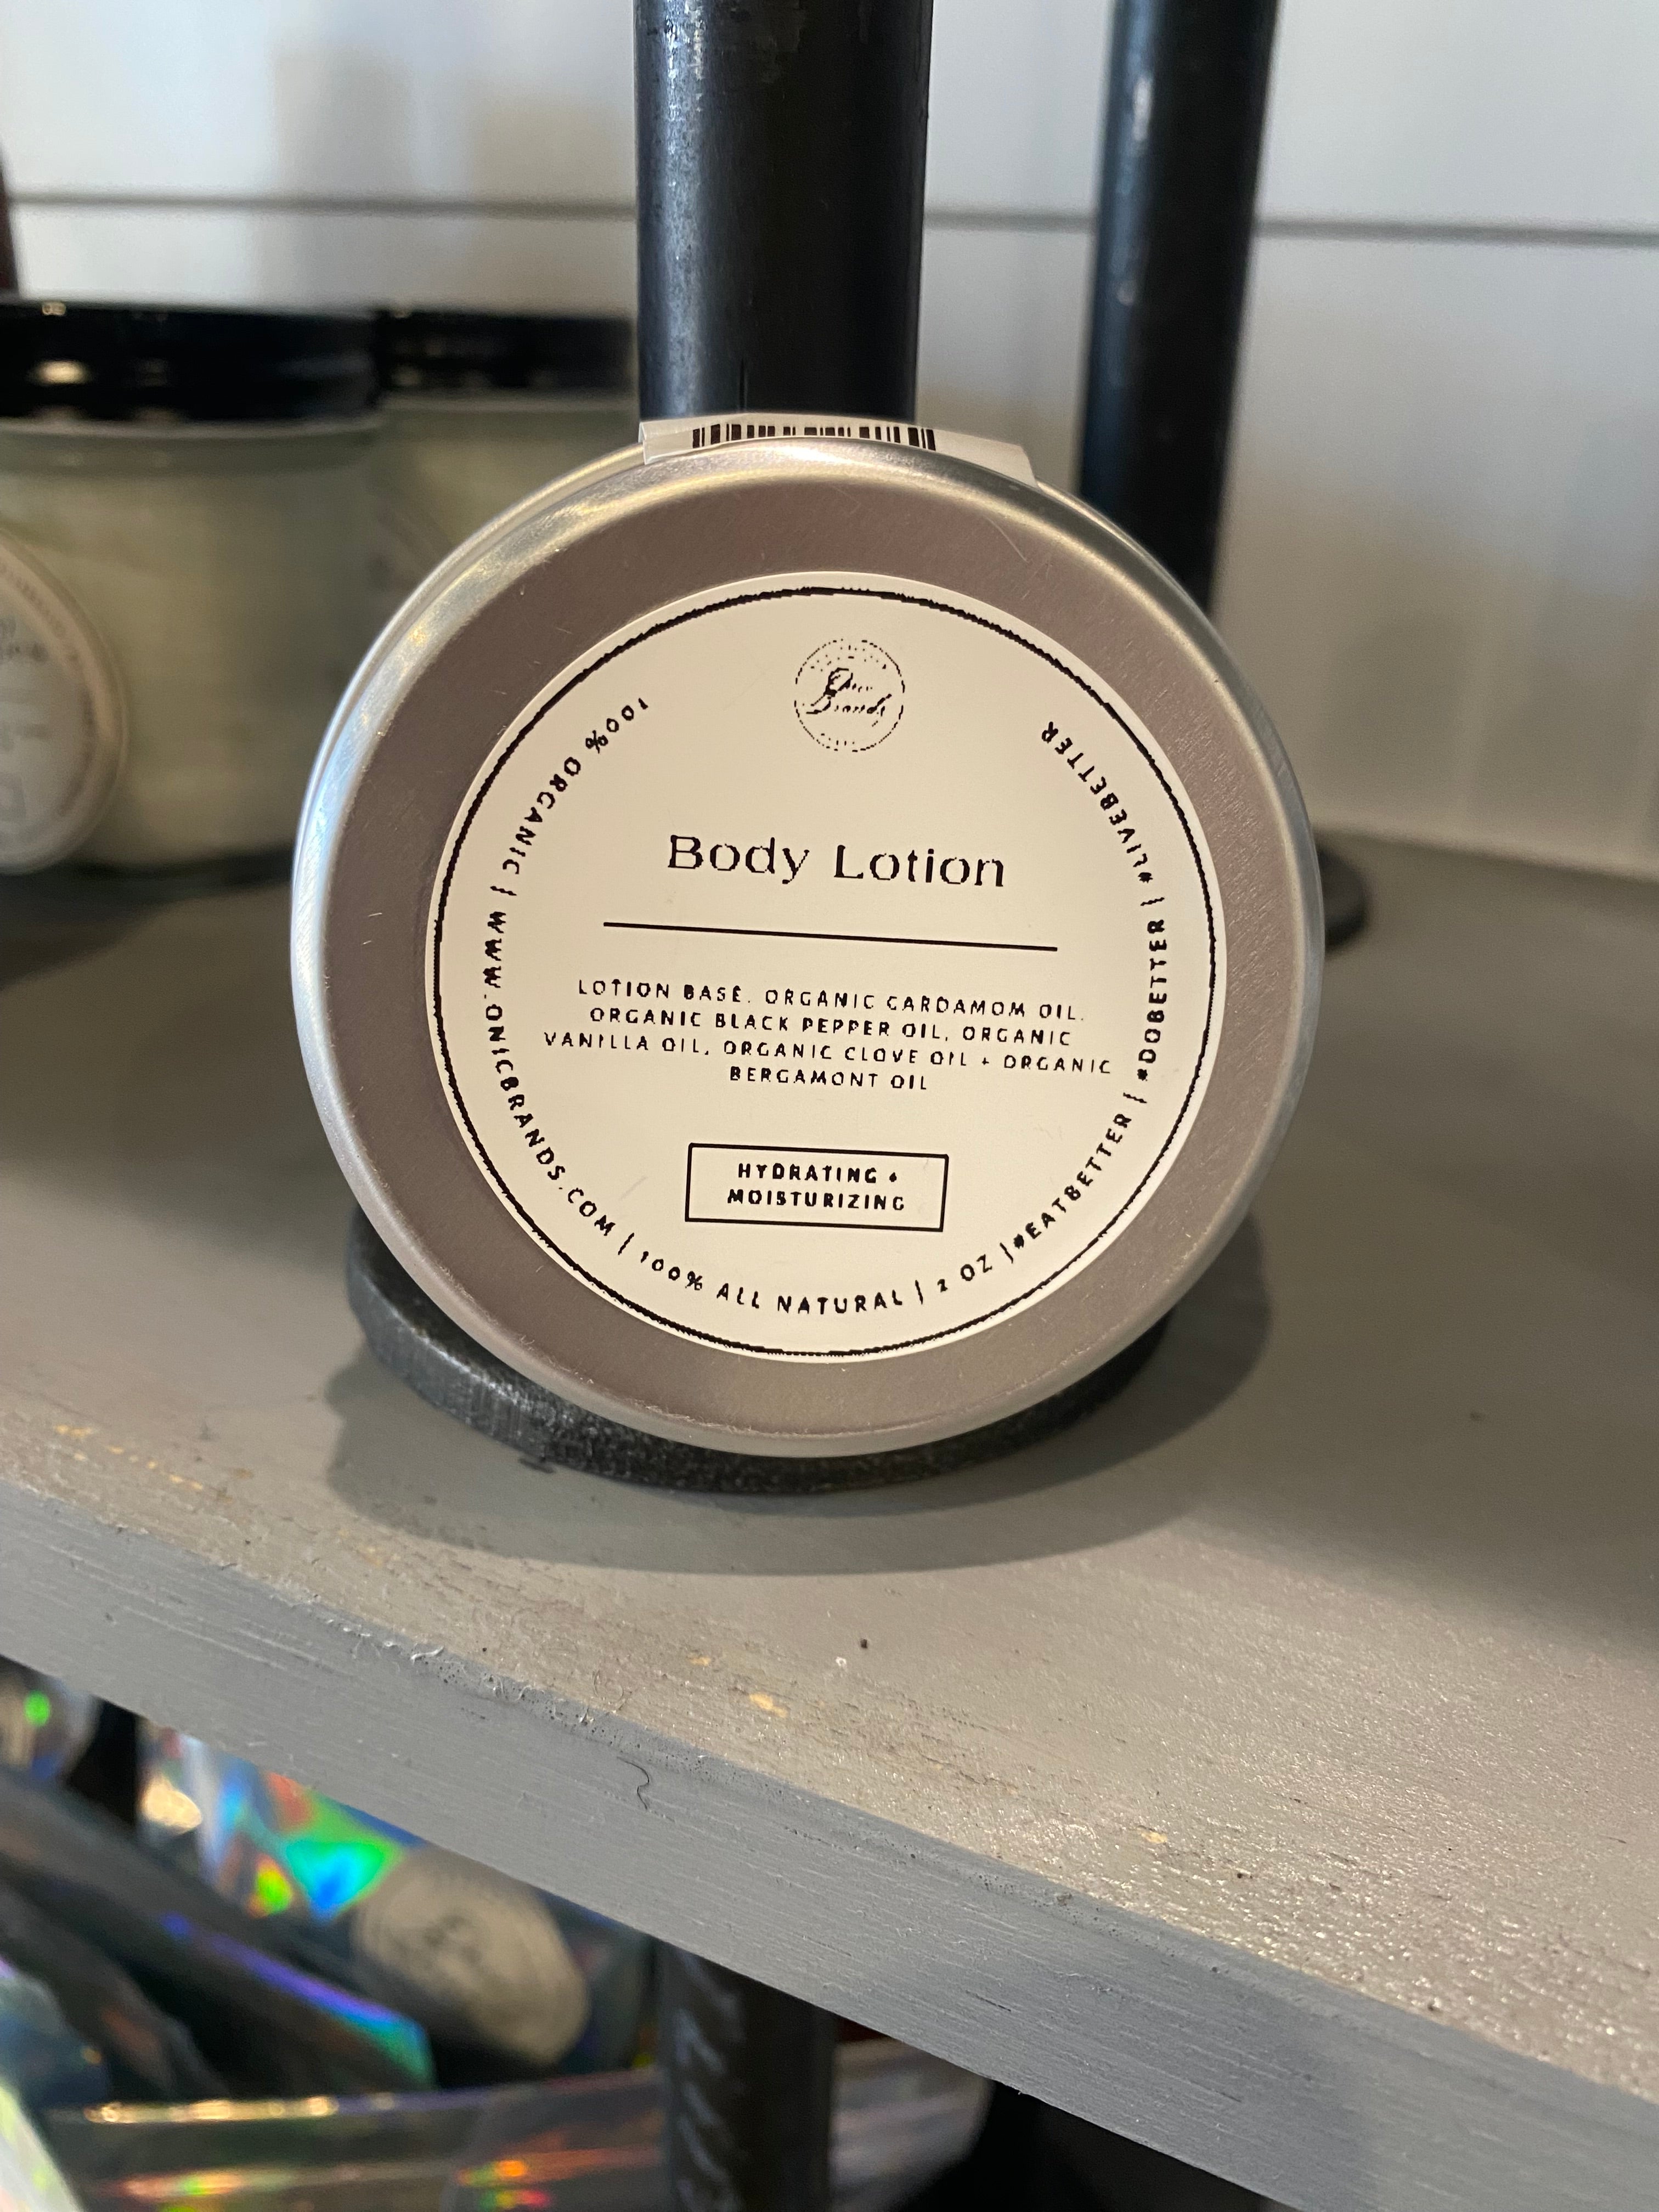 Brands
Body Lotion
LOTION BASE, ORGANIC CARDAMOM OIL,
ORGANIC BLACK PEPPER OIL, ORGANIC
VANILLA OIL, ORGANIC CLOVE OIL + ORGANIC
BERGAMONT OIL
HYDRATING +
MOISTURIZING
100% ORGANIC | WWW.ONICBRANDS.COM | 100% ALL NATURAL | 2 OZ | #EATBETTER | #DOBETTER | #LIVEBETTER